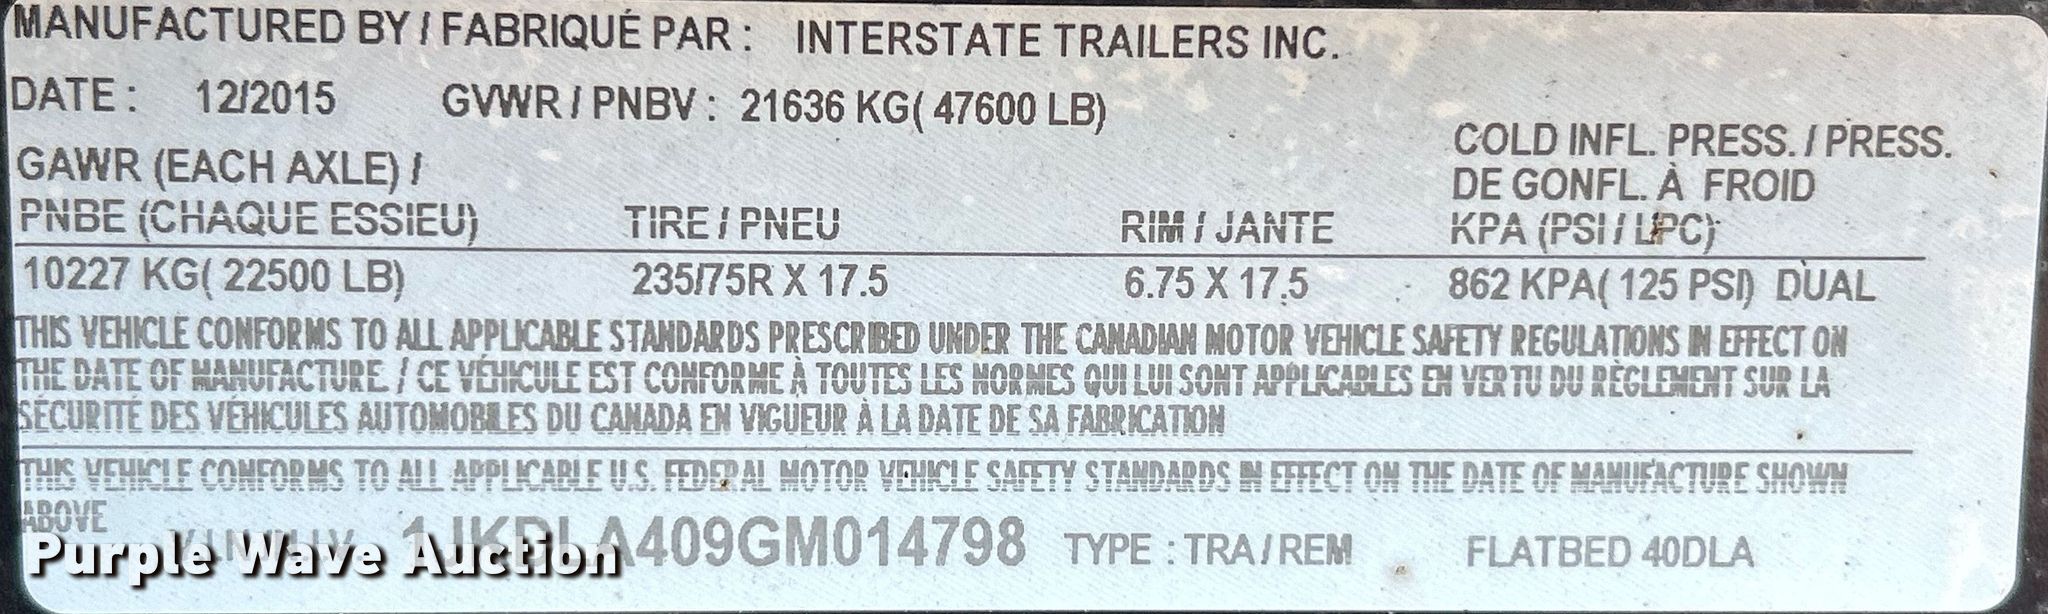 MANUFACTURED BY / FABRIQUÉ PAR : INTERSTATE TRAILERS INC.
DATE : 12/2015 GVWR / PNBV : 21636 KG( 47600 LB)
GAWR (EACH AXLE) /
PNBE (CHAQUE ESSIEU) TIRE / PNEU RIM / JANTE
COLD INFL. PRESS. / PRESS.
DE GONFL. À FROID
KPA (PSI / LPC)
10227 KG( 22500 LB) 235/75R X 17.5 6.75 X 17.5 862 KPA( 125 PSI) DUAL
THIS VEHICLE CONFORMS TO ALL APPLICABLE STANDARDS PRESCRIBED UNDER THE CANADIAN MOTOR VEHICLE SAFETY REGULATIONS IN EFFECT ON
THE DATE OF MANUFACTURE / CE VÉHICULE EST CONFORME À TOUTES LES NORMES QUI LUI SONT APPLICABLES EN VERTU DU RÈGLEMENT SUR LA
SÉCURITÉ DES VÉHICULES AUTOMOBILES DU CANADA EN VIGUEUR À LA DATE DE SA FABRICATION
THIS VEHICLE CONFORMS TO ALL APPLICABLE U.S. FEDERAL MOTOR VEHICLE SAFETY STANDARDS IN EFFECT ON THE DATE OF MANUFACTURE SHOWN
ABOVE
1JKDLA409GM014798 TYPE : TRA / REM FLATBED 40DLA
Purple Wave Auction